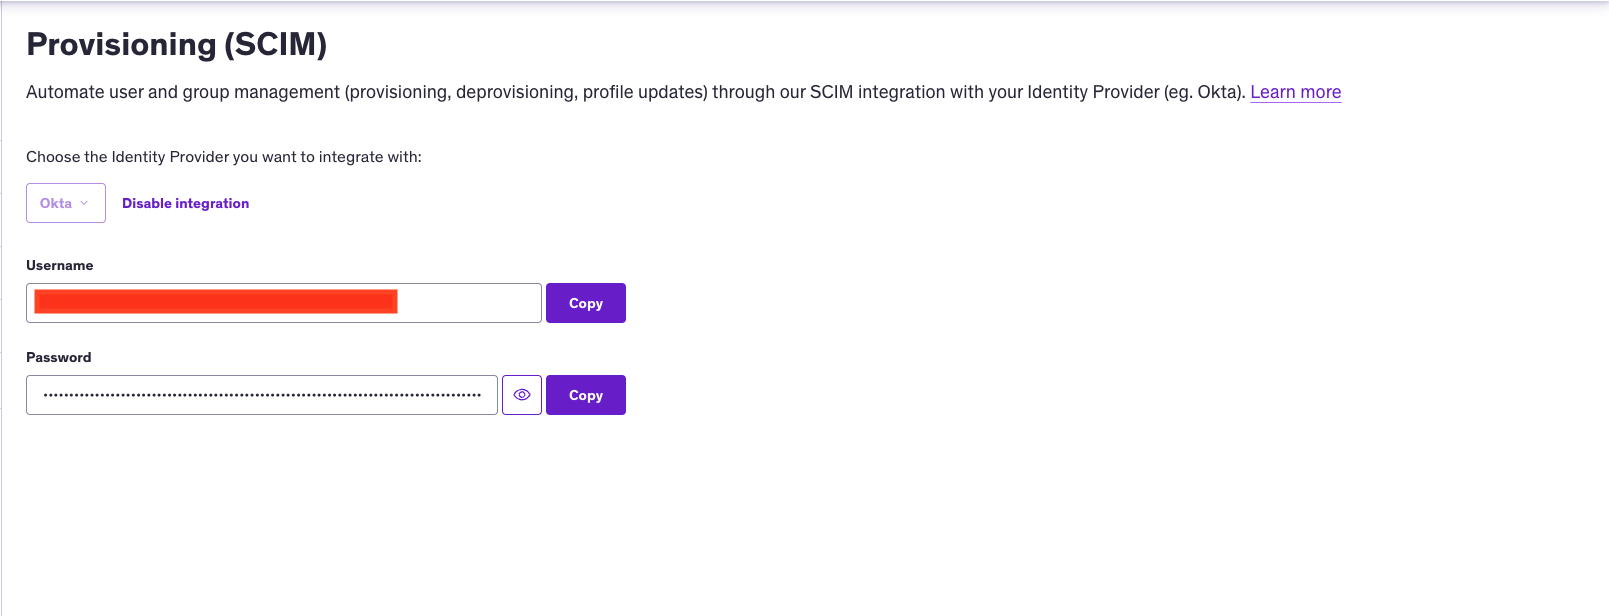 Provisioning (SCIM)
Automate user and group management (provisioning, deprovisioning, profile updates) through our SCIM integration with your Identity Provider (eg. Okta). Learn more
Choose the Identity Provider you want to integrate with:
Okta Disable integration
Username
Copy
Password
Copy